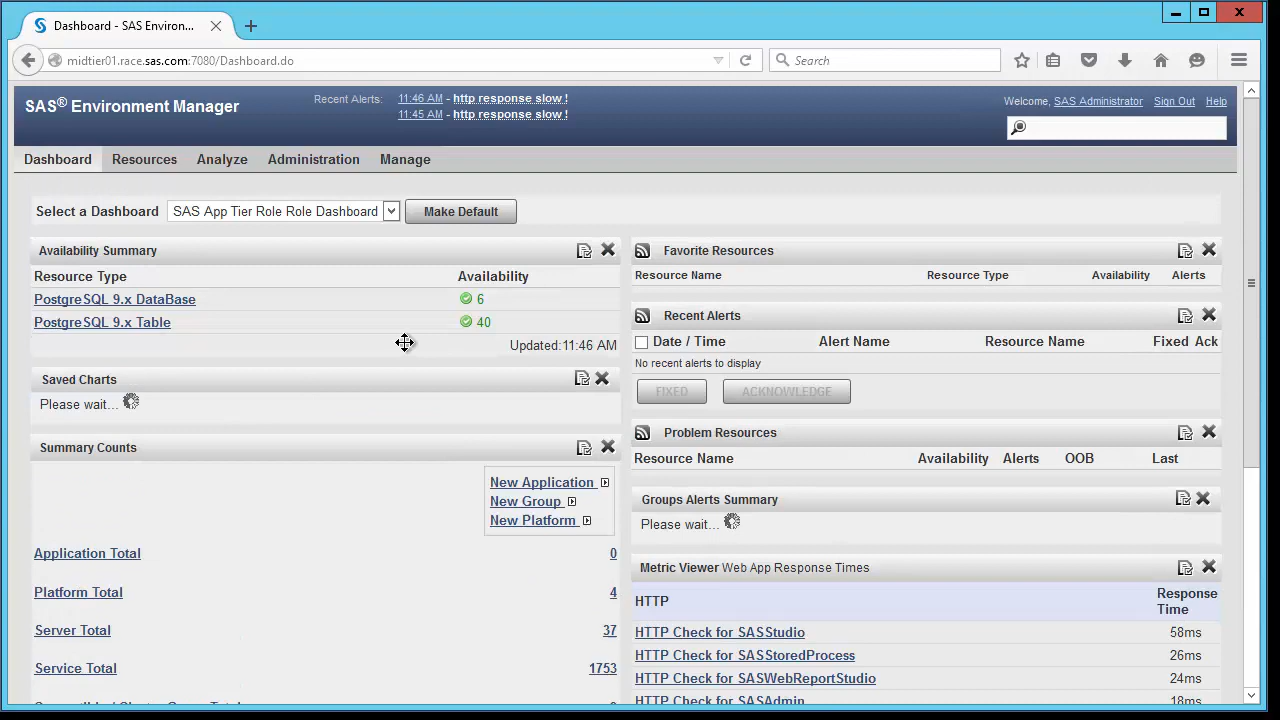 Dashboard - SAS Environ...
midtier01.race.sas.com:7080/Dashboard.do
Search
SAS® Environment Manager
Recent Alerts: 11:46 AM - http response slow !
11:45 AM - http response slow !
Welcome, SAS Administrator Sign Out Help
Dashboard Resources Analyze Administration Manage
Select a Dashboard SAS App Tier Role Role Dashboard Make Default
Availability Summary
Resource Type Availability
PostgreSQL 9.x DataBase 6
PostgreSQL 9.x Table 40
Updated:11:46 AM
Saved Charts
Please wait...
Summary Counts
New Application
New Group
New Platform
Application Total 0
Platform Total 4
Server Total 37
Service Total 1753
Favorite Resources
Resource Name Resource Type Availability Alerts
Recent Alerts
Date / Time Alert Name Resource Name Fixed Ack
No recent alerts to display
FIXED ACKNOWLEDGE
Problem Resources
Resource Name Availability Alerts OOB Last
Groups Alerts Summary
Please wait...
Metric Viewer Web App Response Times
HTTP Response
Time
HTTP Check for SASStudio 58ms
HTTP Check for SASStoredProcess 26ms
HTTP Check for SASWebReportStudio 24ms
HTTP Check for SASAdmin 18ms